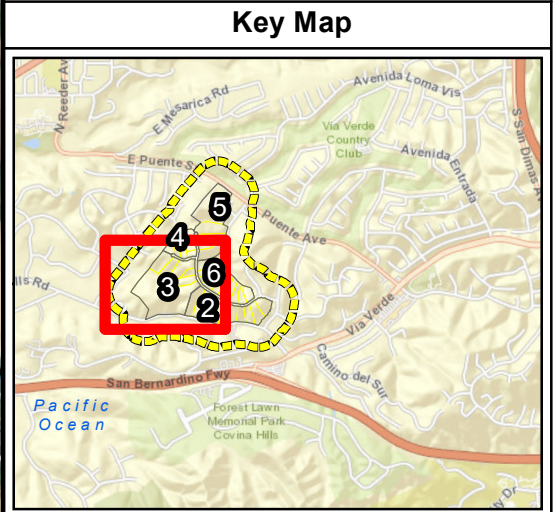 Key Map
N Reeder Av
E Mesarica Rd
Avenida Loma Vis
Via Verde
Country
Club
S San Dimas A
Avenida Entrada
E Puente S
Puente Ave
5
4
6
3
2
lls Rd
Via Verde
San Bernardino Fwy
Camino del Sur
Pacific
Ocean
Forest Lawn
Memorial Park
Covina Hills
ty Dr